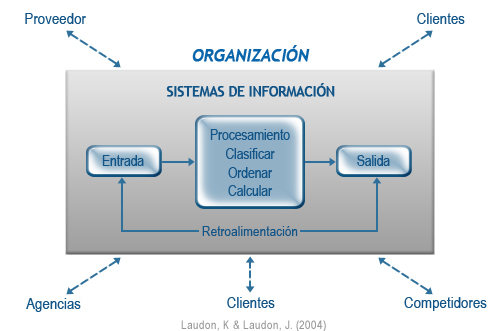 Proveedor
Clientes
ORGANIZACIÓN
SISTEMAS DE INFORMACIÓN
Entrada
Procesamiento
Clasificar
Ordenar
Calcular
Salida
Retroalimentación
Agencias
Clientes
Competidores
Laudon, K & Laudon, J. (2004)